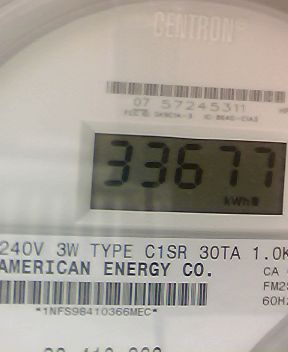 CENTRON®
07 57245311
33677
kWh
240V 3W TYPE C1SR 30TA 1.0K
AMERICAN ENERGY CO.
CA
FM2S
60Hz
*1NFS98410366MEC*